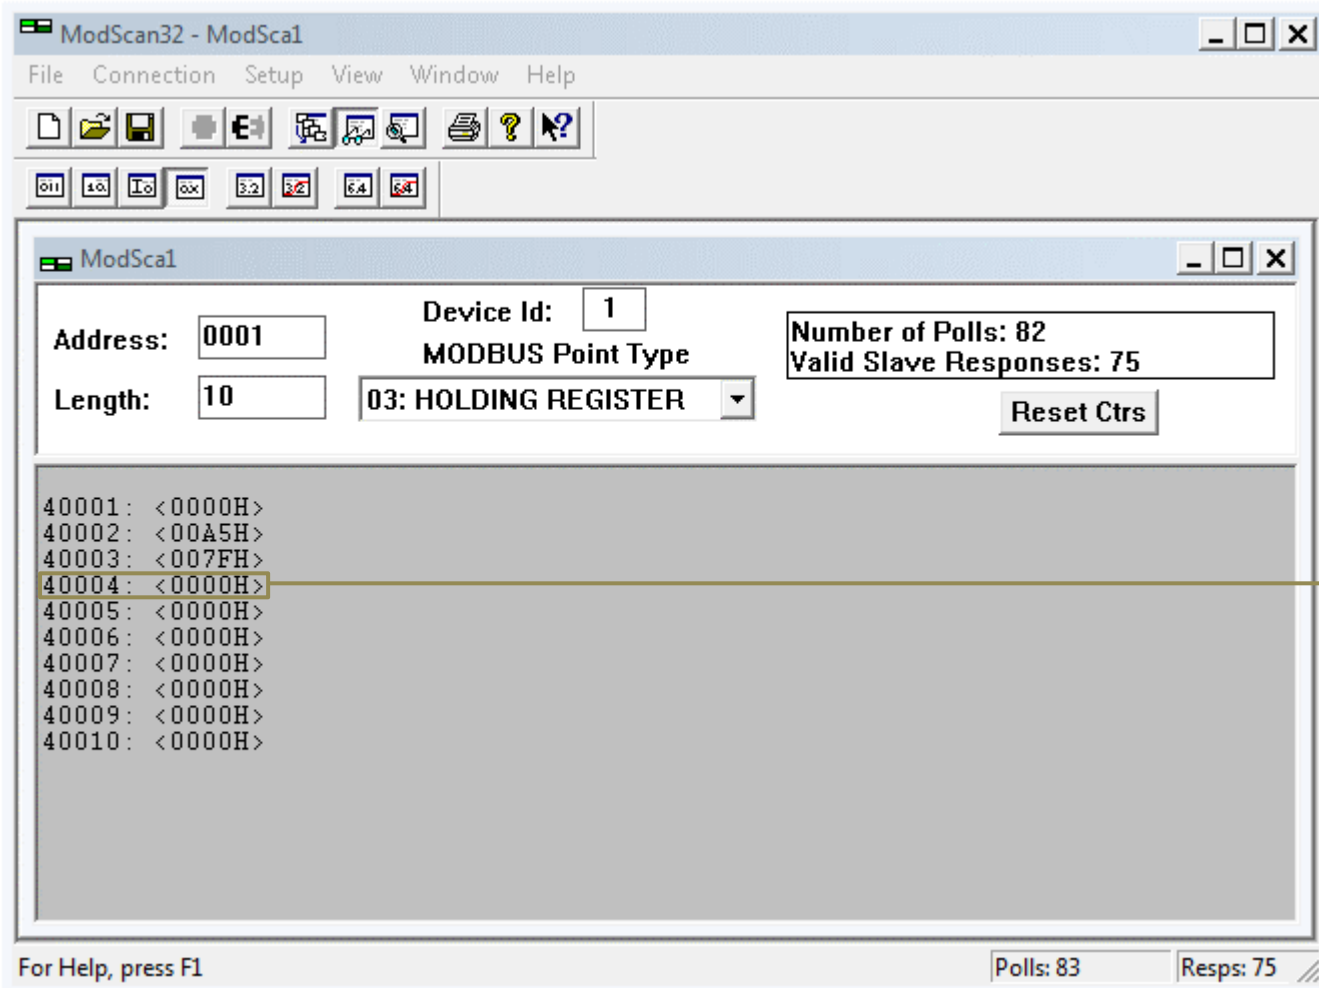 ModScan32 - ModSca1
File Connection Setup View Window Help
ModSca1
Address: 0001
Device Id: 1
MODBUS Point Type
Length: 10
03: HOLDING REGISTER
Number of Polls: 82
Valid Slave Responses: 75
Reset Ctrs
40001: <0000H>
40002: <00A5H>
40003: <007FH>
40004: <0000H>
40005: <0000H>
40006: <0000H>
40007: <0000H>
40008: <0000H>
40009: <0000H>
40010: <0000H>
For Help, press F1
Polls: 83
Resps: 75